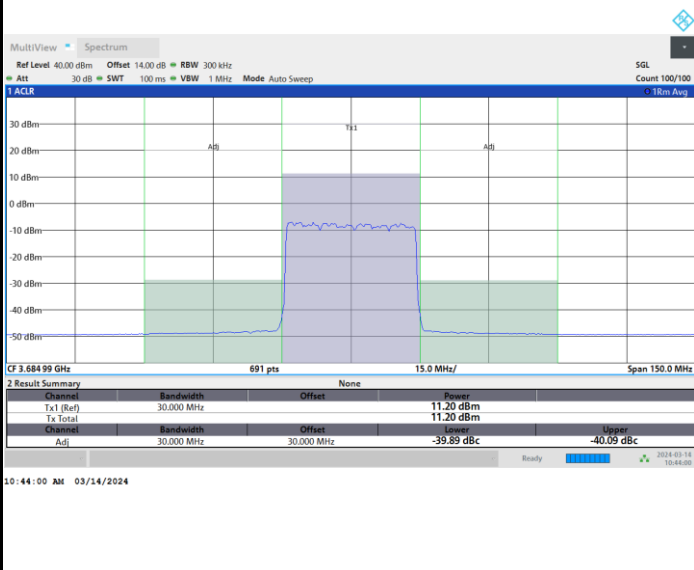 MultiView Spectrum
Ref Level 40.00 dBm Offset 14.00 dB RBW 300 kHz SGL
Att 30 dB SWT 100 ms VBW 1 MHz Mode Auto Sweep Count 100/100
1 ACLR 1Rm Avg
30 dBm
Tx1
20 dBm
Adj Adj
10 dBm
0 dBm
-10 dBm
-20 dBm
-30 dBm
-40 dBm
-50 dBm
CF 3.684 99 GHz 691 pts 15.0 MHz/ Span 150.0 MHz
2 Result Summary None
Channel Bandwidth Offset Power
Tx1 (Ref) 30.000 MHz 11.20 dBm
Tx Total 11.20 dBm
Channel Bandwidth Offset Lower Upper
Adj 30.000 MHz 30.000 MHz -39.89 dBc -40.09 dBc
Ready 2024-03-14
10:44:00
10:44:00 AM 03/14/2024